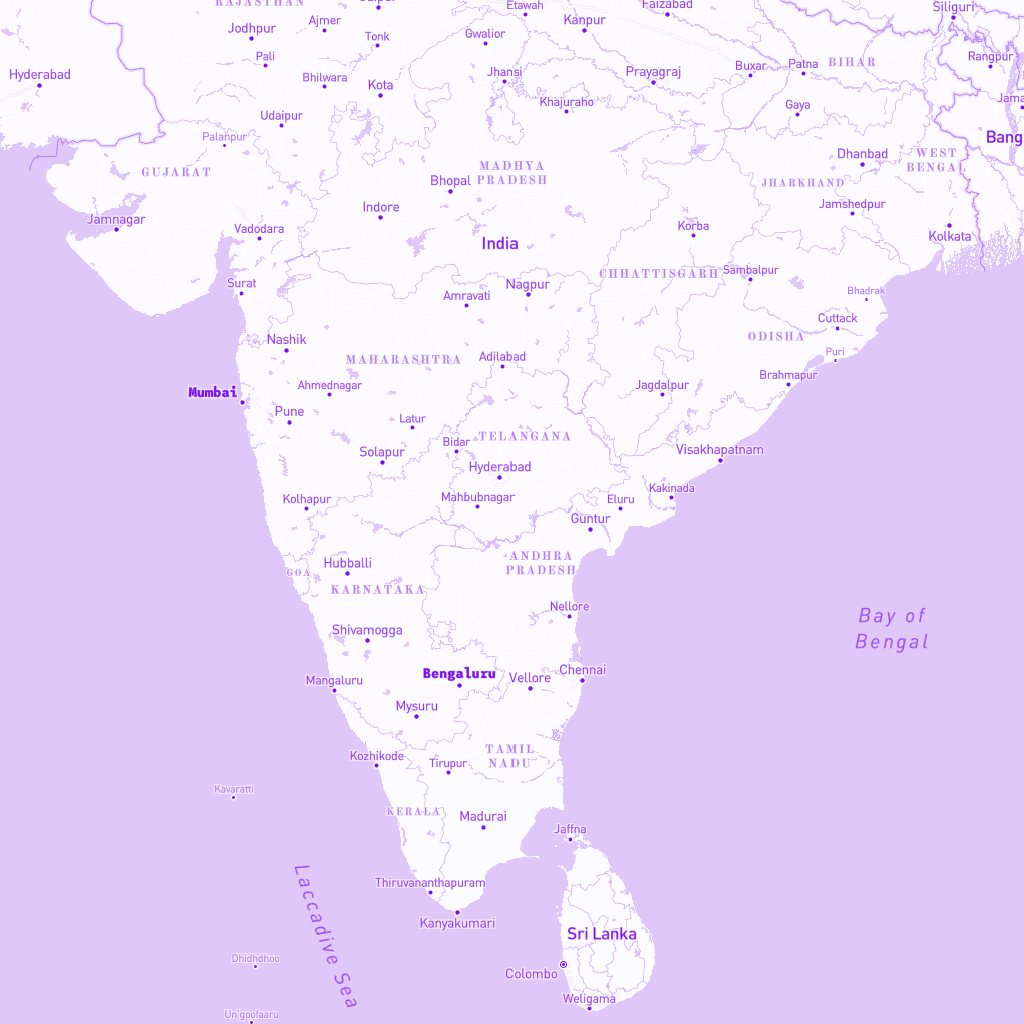 RAJASTHAN
Jodhpur
Ajmer
Etawah
Kanpur
Faizabad
Siliguri
Tonk
Gwalior
Pali
Rangpur
Hyderabad
Bhilwara
Kota
Jhansi
Prayagraj
Buxar
Patna
BIHAR
Khajuraho
Gaya
Udaipur
Palanpur
Bang
GUJARAT
MADHYA
PRADESH
Dhanbad
WEST
BENGAL
Bhopal
JHARKHAND
Indore
Jamshedpur
Jamnagar
Vadodara
Korba
Kolkata
India
Surat
Amravati
Nagpur
CHHATTISGARH
Sambalpur
Bhadrak
Cuttack
Nashik
ODISHA
MAHARASHTRA
Adilabad
Puri
Brahmapur
Mumbai
Ahmednagar
Jagdalpur
Pune
Latur
Bidar
TELANGANA
Solapur
Visakhapatnam
Hyderabad
Kolhapur
Mahbubnagar
Eluru
Kakinada
Guntur
Hubballi
GOA
ANDHRA
PRADESH
KARNATAKA
Nellore
Bay of
Bengal
Shivamogga
Mangaluru
Bengaluru
Vellore
Chennai
Mysuru
Kozhikode
Tirupur
TAMIL
NADU
Kavaratti
KERALA
Madurai
Jaffna
Thiruvananthapuram
Kanyakumari
Laccadive Sea
Sri Lanka
Dhidhdhoo
Colombo
Weligama
Un'goofaaru